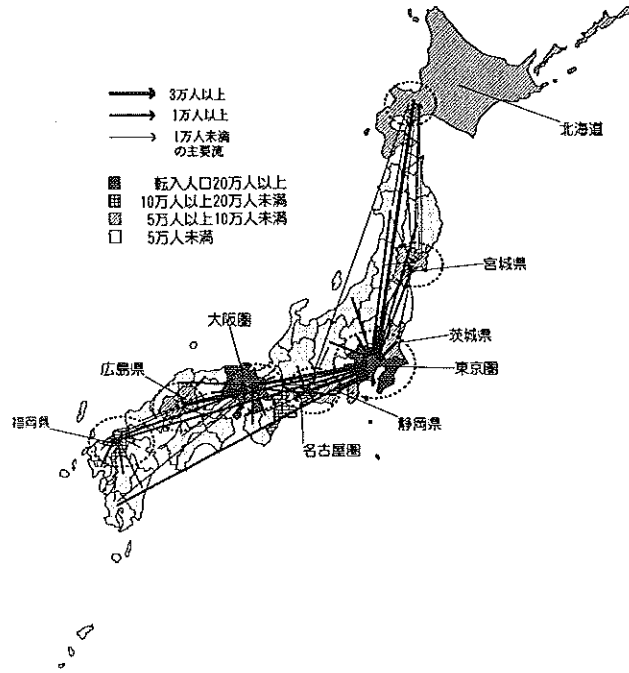 3万人以上
1万人以上
1万人未満
の主要流
転入人口20万人以上
10万人以上20万人未満
5万人以上10万人未満
5万人未満
北海道
宮城県
茨城県
東京圏
静岡県
名古屋圏
大阪圏
広島県
福岡県